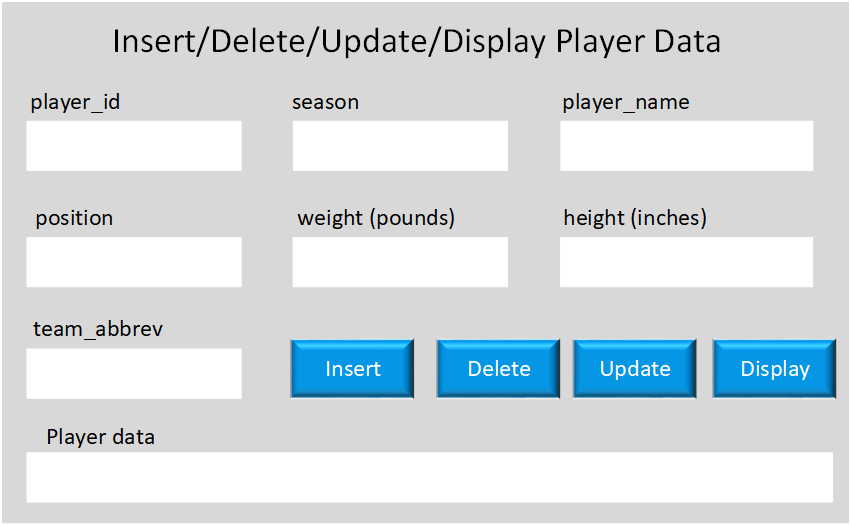 Insert/Delete/Update/Display Player Data
player_id season player_name
position weight (pounds) height (inches)
team_abbrev
Insert Delete Update Display
Player data